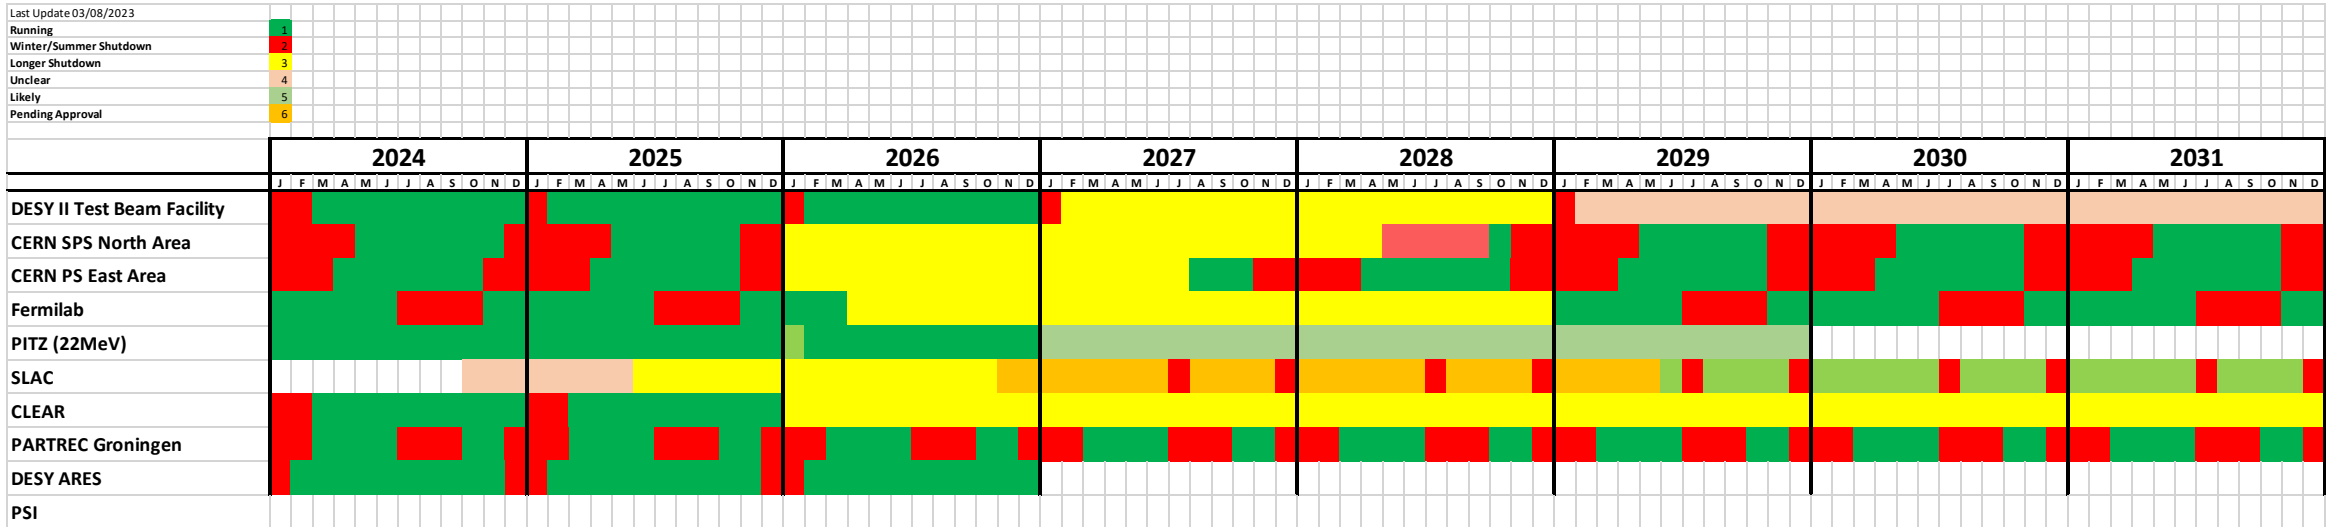 Last Update 03/08/2023
Running 1
Winter/Summer Shutdown 2
Longer Shutdown 3
Unclear 4
Likely 5
Pending Approval 6
2024 2025 2026 2027 2028 2029 2030 2031
J F M A M J J A S O N D J F M A M J J A S O N D J F M A M J J A S O N D J F M A M J J A S O N D J F M A M J J A S O N D J F M A M J J A S O N D J F M A M J J A S O N D J F M A M J J A S O N D
DESY II Test Beam Facility
CERN SPS North Area
CERN PS East Area
Fermilab
PITZ (22MeV)
SLAC
CLEAR
PARTREC Groningen
DESY ARES
PSI